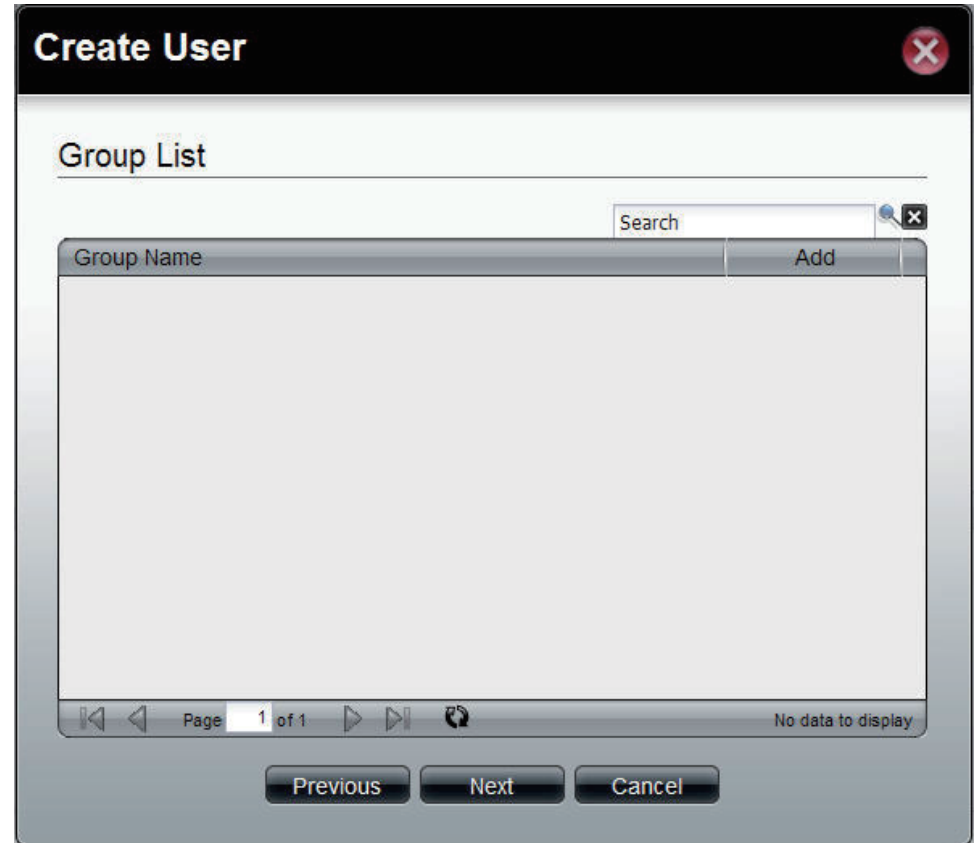 Create User
Group List
Search
Group Name Add
Page 1 of 1 No data to display
Previous Next Cancel